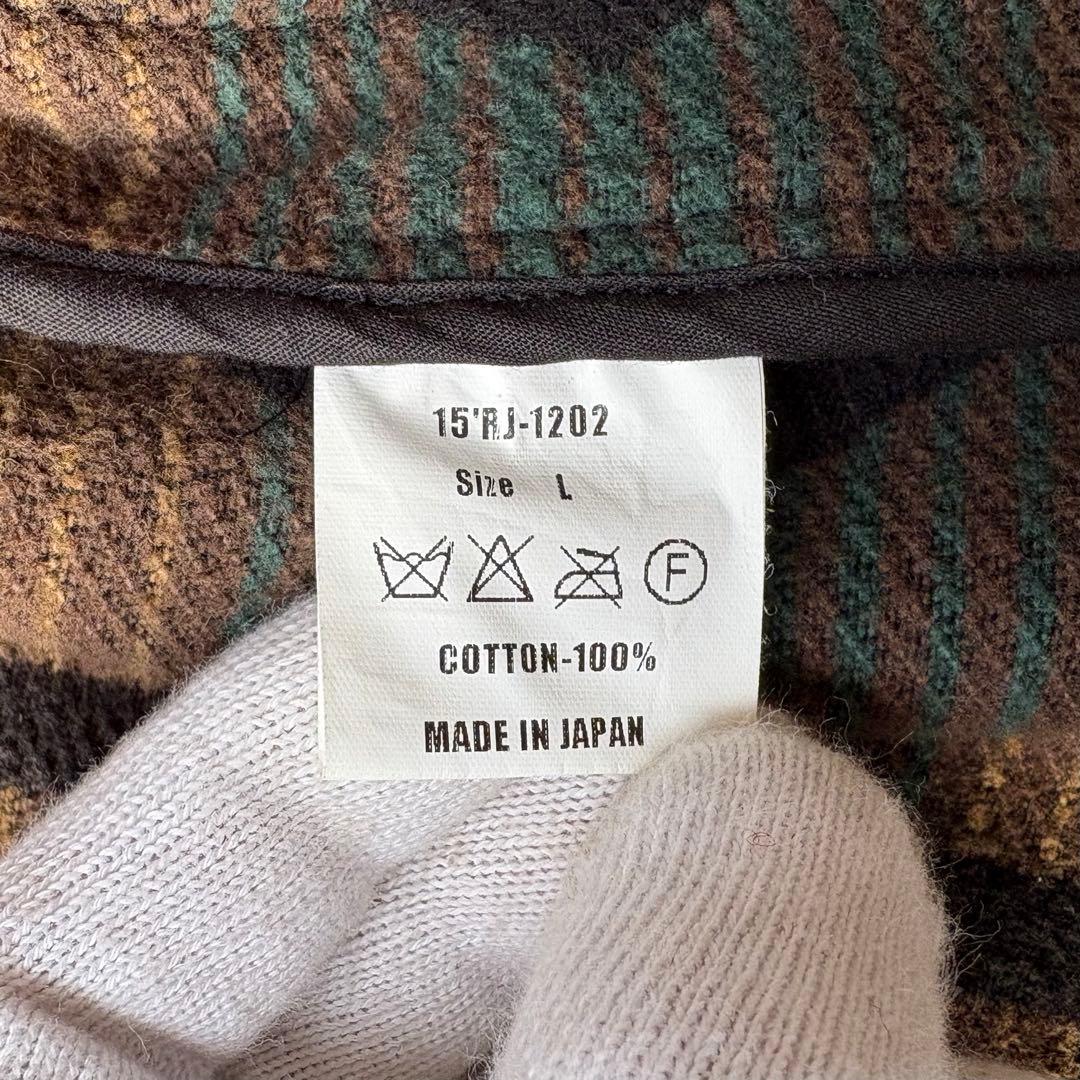 15'RJ-1202
Size L
F
COTTON-100%
MADE IN JAPAN